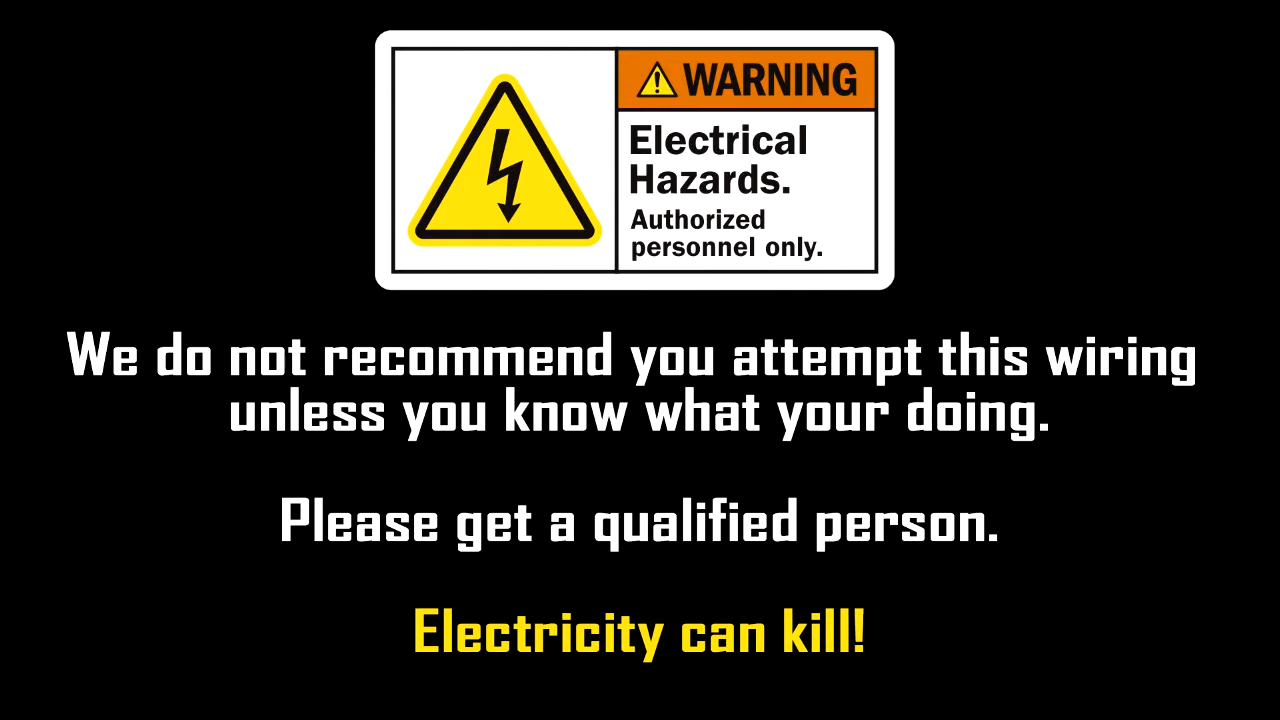 WARNING
Electrical
Hazards.
Authorized
personnel only.
We do not recommend you attempt this wiring
unless you know what your doing.
Please get a qualified person.
Electricity can kill!